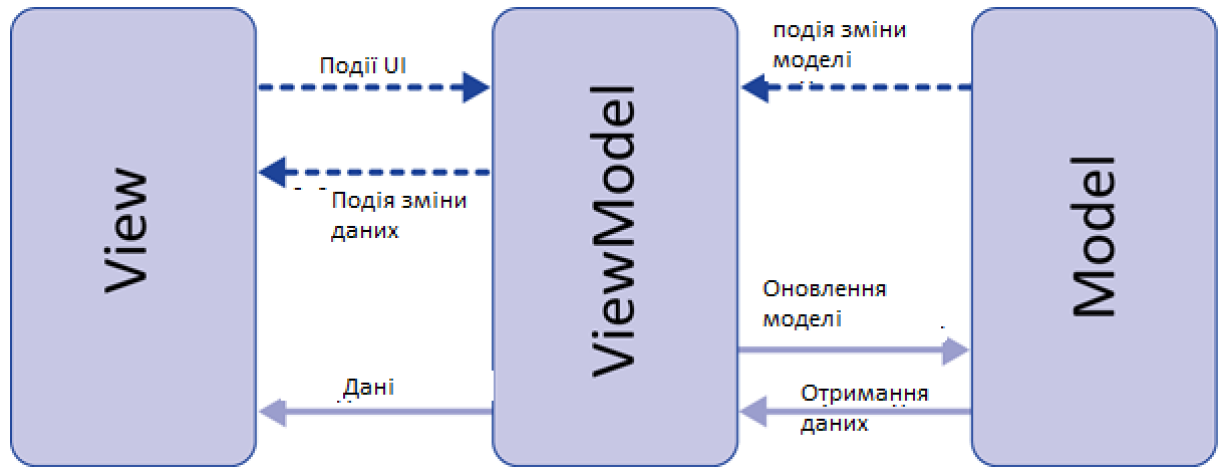 View
Події UI
Подія зміни
даних
Дані
ViewModel
подія зміни
моделі
Оновлення
моделі
Отримання
даних
Model